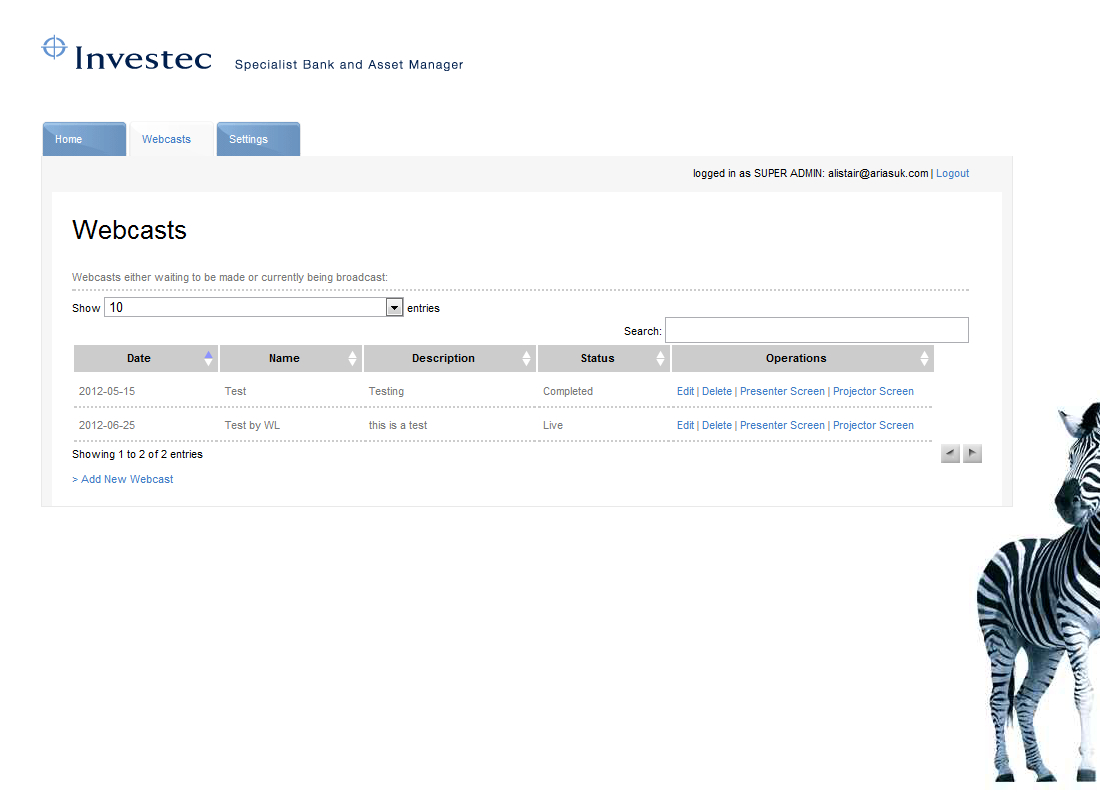 Investec Specialist Bank and Asset Manager
Home Webcasts Settings
logged in as SUPER ADMIN: alistair@ariasuk.com | Logout
Webcasts
Webcasts either waiting to be made or currently being broadcast:
Show 10 entries
Search:
Date Name Description Status Operations
2012-05-15 Test Testing Completed Edit | Delete | Presenter Screen | Projector Screen
2012-06-25 Test by WL this is a test Live Edit | Delete | Presenter Screen | Projector Screen
Showing 1 to 2 of 2 entries
> Add New Webcast